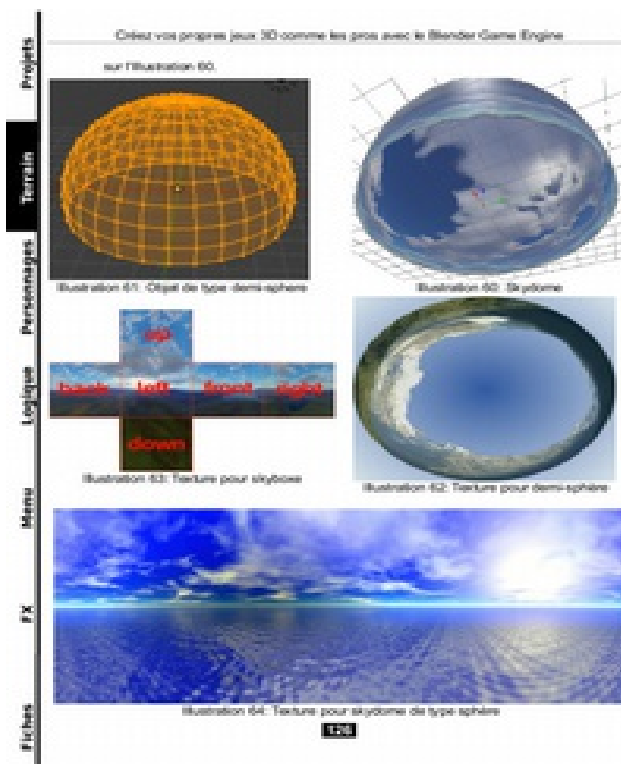 Créez vos propres jeux 3D comme les pros avec le Blender Game Engine
sur l'Illustration 60.
Projets
Terrain
Personnages
Logique
Menu
FX
Fiches
Illustration 61: Objet de type demi-sphère
Illustration 60: Skydome
up
back left front right
down
Illustration 63: Texture pour skyboxe
Illustration 62: Texture pour demi-sphère
Illustration 64: Texture pour skydome de type sphère
126